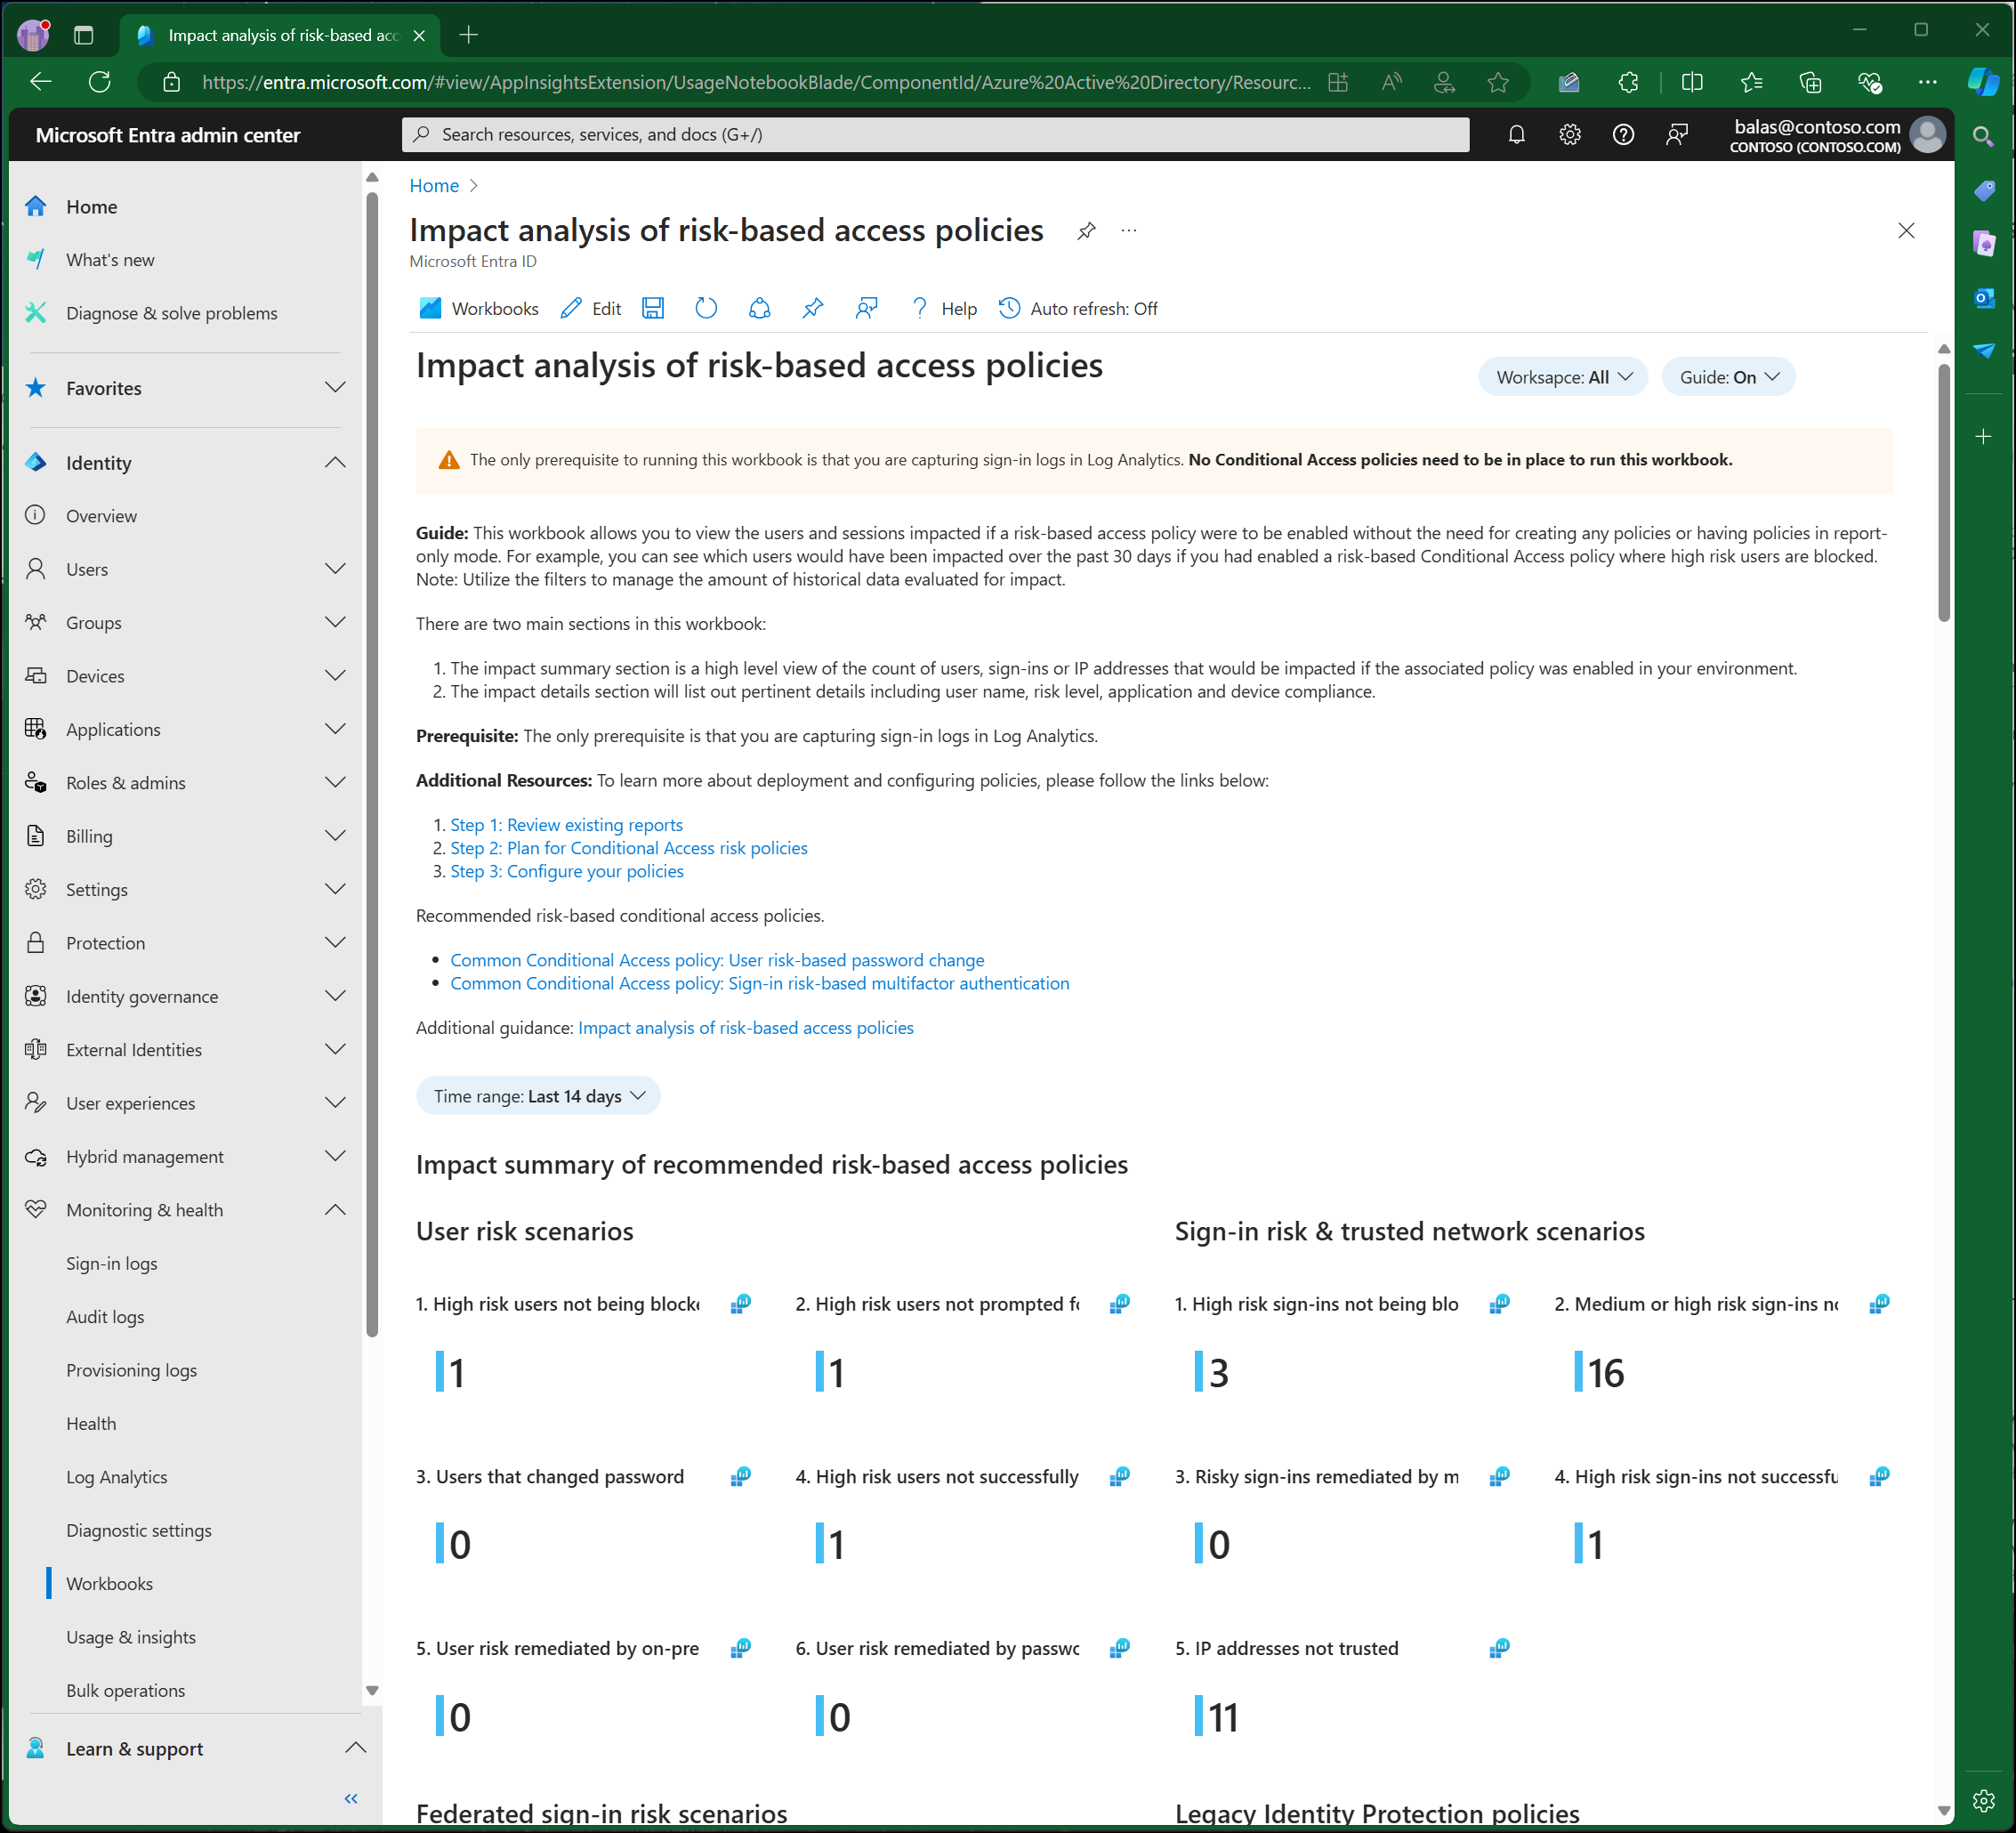 Impact analysis of risk-based acc
https://entra.microsoft.com/#view/AppInsightsExtension/UsageNotebookBlade/ComponentId/Azure%20Active%20Directory/Resourc...
Microsoft Entra admin center
Search resources, services, and docs (G+/)
balas@contoso.com
CONTOSO (CONTOSO.COM)
Home
What's new
Diagnose & solve problems
Favorites
Identity
Overview
Users
Groups
Devices
Applications
Roles & admins
Billing
Settings
Protection
Identity governance
External Identities
User experiences
Hybrid management
Monitoring & health
Sign-in logs
Audit logs
Provisioning logs
Health
Log Analytics
Diagnostic settings
Workbooks
Usage & insights
Bulk operations
Learn & support
Home
Impact analysis of risk-based access policies
Microsoft Entra ID
Workbooks
Edit
Help
Auto refresh: Off
Impact analysis of risk-based access policies
Worksapce: All
Guide: On
The only prerequisite to running this workbook is that you are capturing sign-in logs in Log Analytics. No Conditional Access policies need to be in place to run this workbook.
Guide: This workbook allows you to view the users and sessions impacted if a risk-based access policy were to be enabled without the need for creating any policies or having policies in report-
only mode. For example, you can see which users would have been impacted over the past 30 days if you had enabled a risk-based Conditional Access policy where high risk users are blocked.
Note: Utilize the filters to manage the amount of historical data evaluated for impact.
There are two main sections in this workbook:
1. The impact summary section is a high level view of the count of users, sign-ins or IP addresses that would be impacted if the associated policy was enabled in your environment.
2. The impact details section will list out pertinent details including user name, risk level, application and device compliance.
Prerequisite: The only prerequisite is that you are capturing sign-in logs in Log Analytics.
Additional Resources: To learn more about deployment and configuring policies, please follow the links below:
1. Step 1: Review existing reports
2. Step 2: Plan for Conditional Access risk policies
3. Step 3: Configure your policies
Recommended risk-based conditional access policies.
• Common Conditional Access policy: User risk-based password change
• Common Conditional Access policy: Sign-in risk-based multifactor authentication
Additional guidance: Impact analysis of risk-based access policies
Time range: Last 14 days
Impact summary of recommended risk-based access policies
User risk scenarios
Sign-in risk & trusted network scenarios
1. High risk users not being blocke
2. High risk users not prompted fo
1. High risk sign-ins not being blo
2. Medium or high risk sign-ins no
1
1
3
16
3. Users that changed password
4. High risk users not successfully
3. Risky sign-ins remediated by m
4. High risk sign-ins not successfu
0
1
0
1
5. User risk remediated by on-pre
6. User risk remediated by passwo
5. IP addresses not trusted
0
0
11
Federated sign-in risk scenarios
Legacy Identity Protection policies